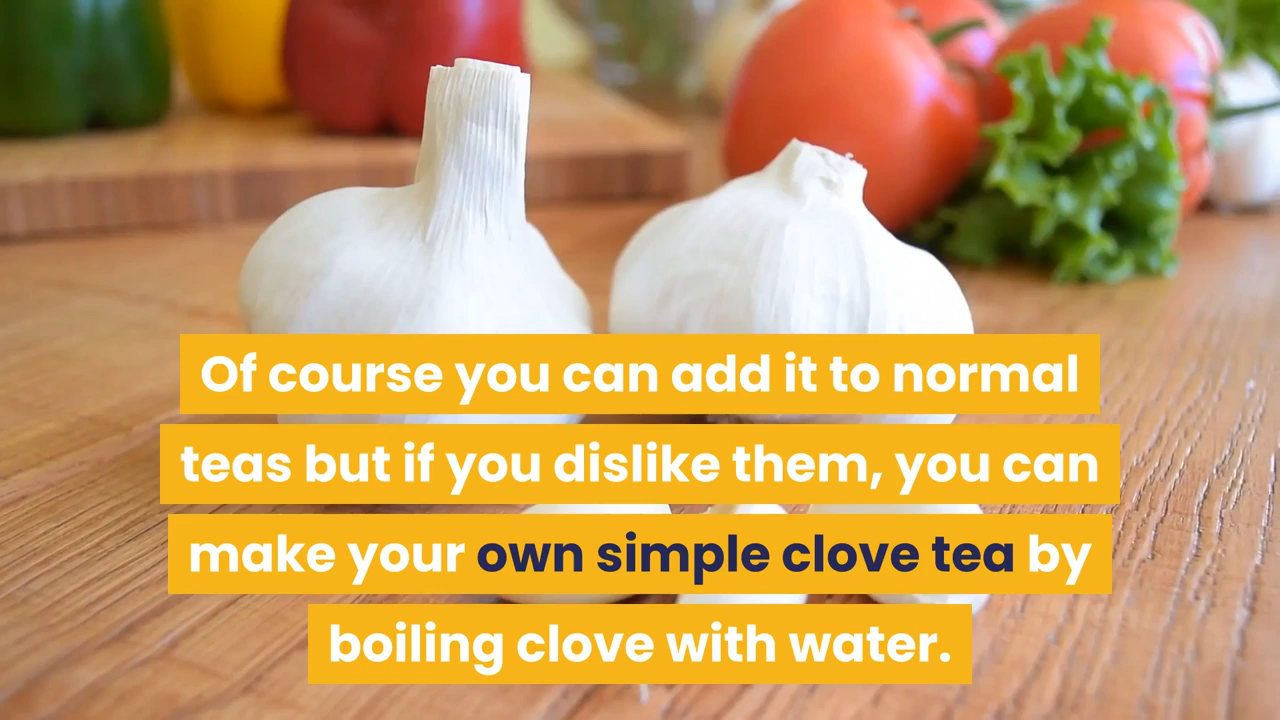 Of course you can add it to normal
teas but if you dislike them, you can
make your own simple clove tea by
boiling clove with water.